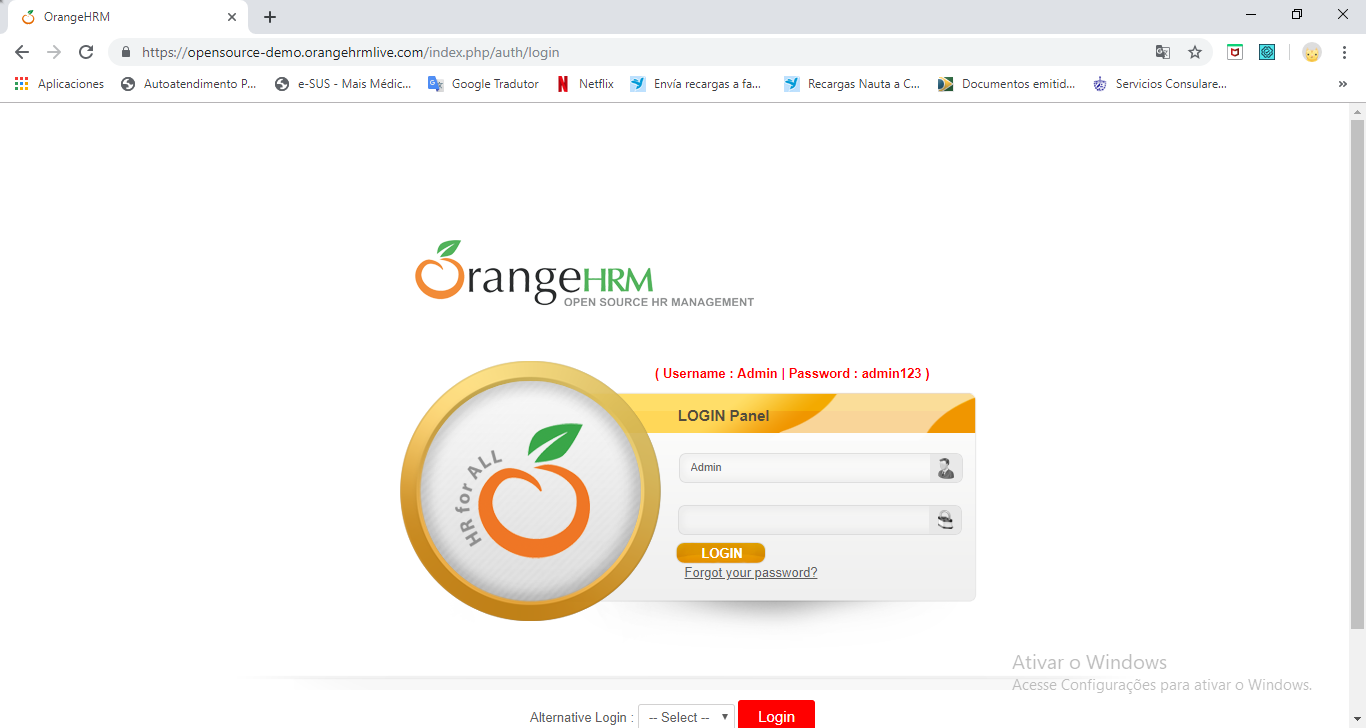 OrangeHRM
https://opensource-demo.orangehrmlive.com/index.php/auth/login
Aplicaciones Autoatendimento P... e-SUS - Mais Médic... Google Tradutor Netflix Envía recargas a fa... Recargas Nauta a C... Documentos emitid... Servicios Consulare... »
OrangeHRM
OPEN SOURCE HR MANAGEMENT
( Username : Admin | Password : admin123 )
LOGIN Panel
HR for ALL
Admin
LOGIN
Forgot your password?
Ativar o Windows
Acesse Configurações para ativar o Windows.
Alternative Login : -- Select -- Login